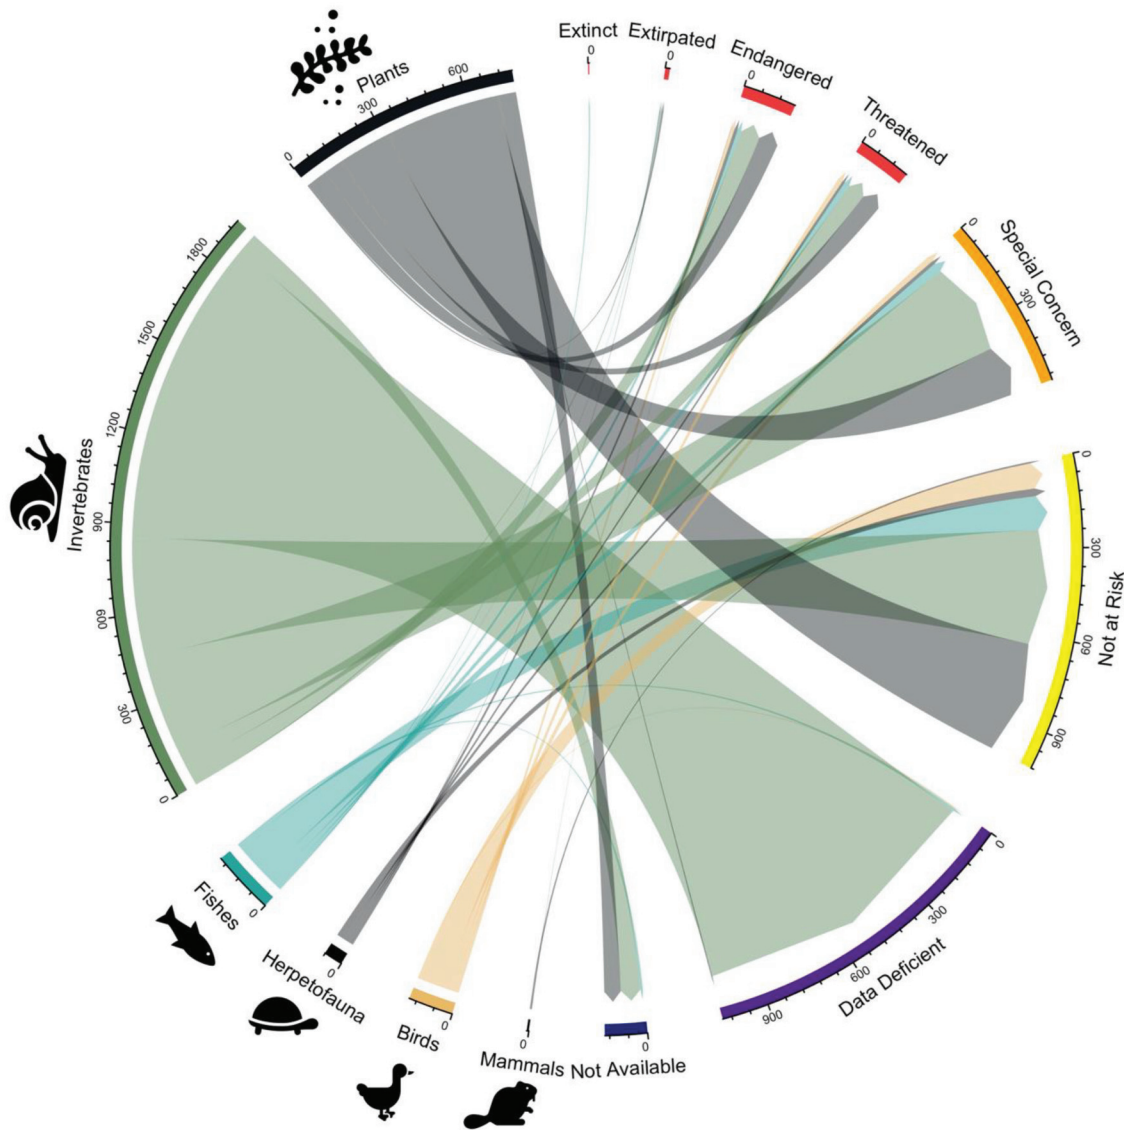 Extinct
0
Extirpated
0
Endangered
0
Threatened
0
Special Concern
0
300
Not at Risk
0
300
600
900
Data Deficient
0
300
600
900
Not Available
0
Mammals
0
Birds
0
Herpetofauna
0
Fishes
0
Invertebrates
0
300
600
900
1200
1500
1800
Plants
0
300
600